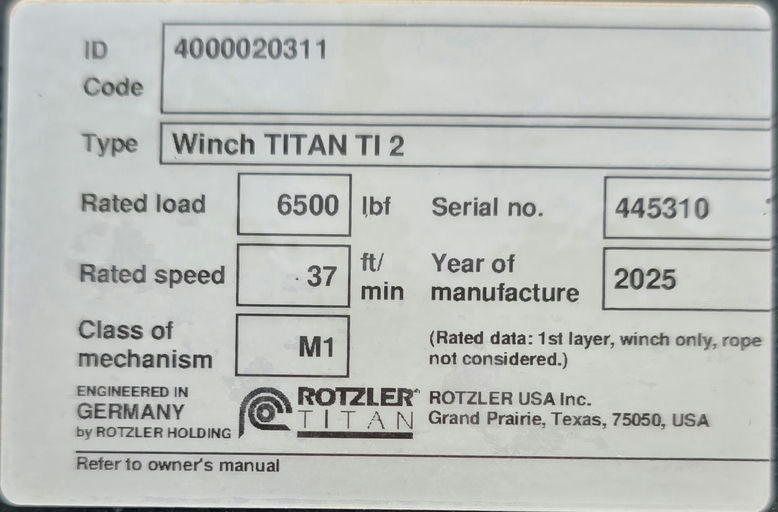 ID Code 4000020311
Type Winch TITAN TI 2
Rated load 6500 lbf Serial no. 445310
Rated speed 37 ft/min Year of manufacture 2025
Class of mechanism M1 (Rated data: 1st layer, winch only, rope
not considered.)
ENGINEERED IN
GERMANY
by ROTZLER HOLDING
ROTZLER
TITAN
ROTZLER USA Inc.
Grand Prairie, Texas, 75050, USA
Refer to owner's manual